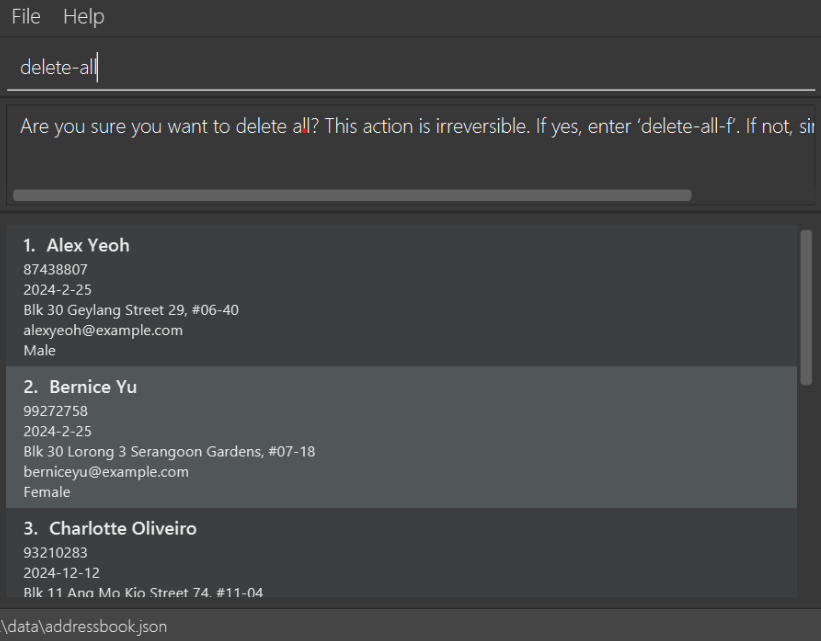 File Help
delete-all
Are you sure you want to delete all? This action is irreversible. If yes, enter ‘delete-all-f’. If not,
1. Alex Yeoh
87438807
2024-2-25
Blk 30 Geylang Street 29, #06-40
alexyeoh@example.com
Male
2. Bernice Yu
99272758
2024-2-25
Blk 30 Lorong 3 Serangoon Gardens, #07-18
berniceyu@example.com
Female
3. Charlotte Oliveiro
93210283
2024-12-12
Blk 11 Ang Mo Kio Street 74, #11-04
\data\addressbook.json